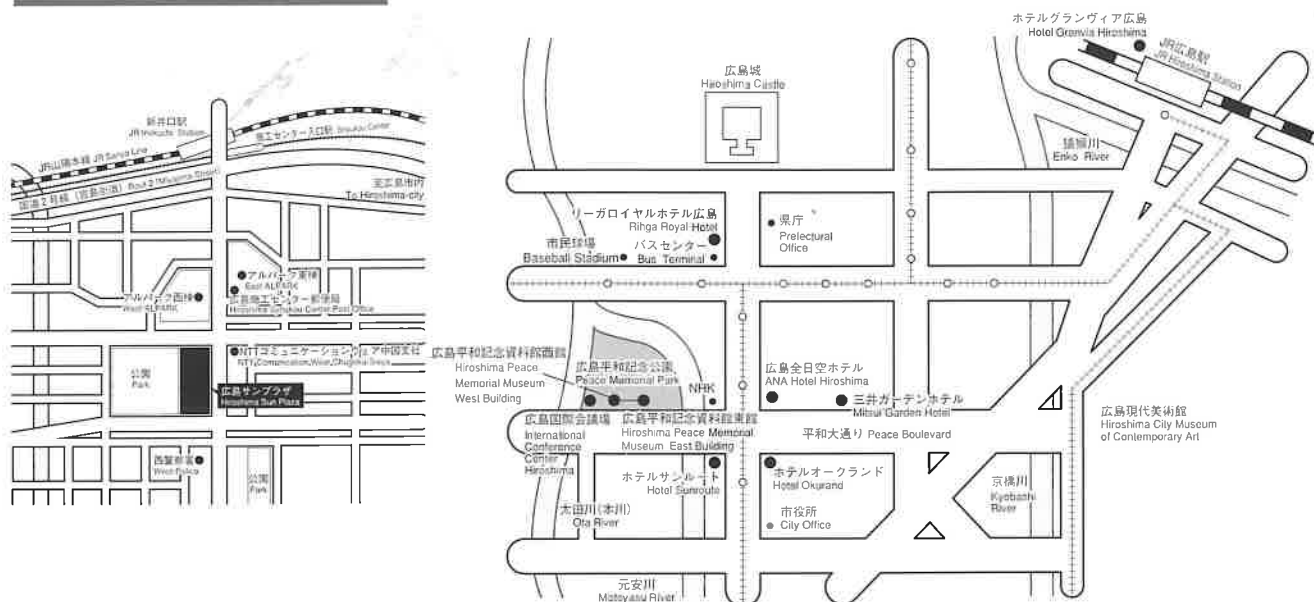 新井口駅
JR Inokuchi Station
商工センター入口駅 Shoukou Center
JR山陽本線 JR Sanyo Line
国道2号線（宮島街道）Rout 2 (Miyajima-Street)
至広島市内
To Hiroshima-city
アルパーク東棟
East ALPARK
広島商工センター郵便局
Hiroshima Shoukou Center Post Office
アルパーク西棟
West ALPARK
NTTコミュニケーションウェア中国支社
公園
Park
広島サンプラザ
Hiroshima Sun Plaza
西警察署
West Police
公園
Park
ホテルグランヴィア広島
Hotel Granvia Hiroshima
JR広島駅
JR Hiroshima Station
広島城
Hiroshima Castle
猿猴川
Enko River
リーガロイヤルホテル広島
Rihga Royal Hotel
県庁
Prelectural
Office
市民球場
Baseball Stadium
バスセンター
Bus Terminal
広島平和記念資料館西館
Hiroshima Peace
Memorial Museum
West Building
広島平和記念公園
Peace Memorial Park
NHK
広島全日空ホテル
ANA Hotel Hiroshima
三井ガーデンホテル
Mitsui Garden Hotel
広島国際会議場
International
Conference
Center
Hiroshima
広島平和記念資料館東館
Hiroshima Peace Memorial
Museum East Building
平和大通り Peace Boulevard
広島現代美術館
Hiroshima City Museum
of Contemporary Art
ホテルサンルート
Hotel Sunroute
ホテルオークランド
Hotel Okurand
京橋川
Kyobashi
River
太田川(本川)
Ota River
市役所
City Office
元安川
Motoyasu River